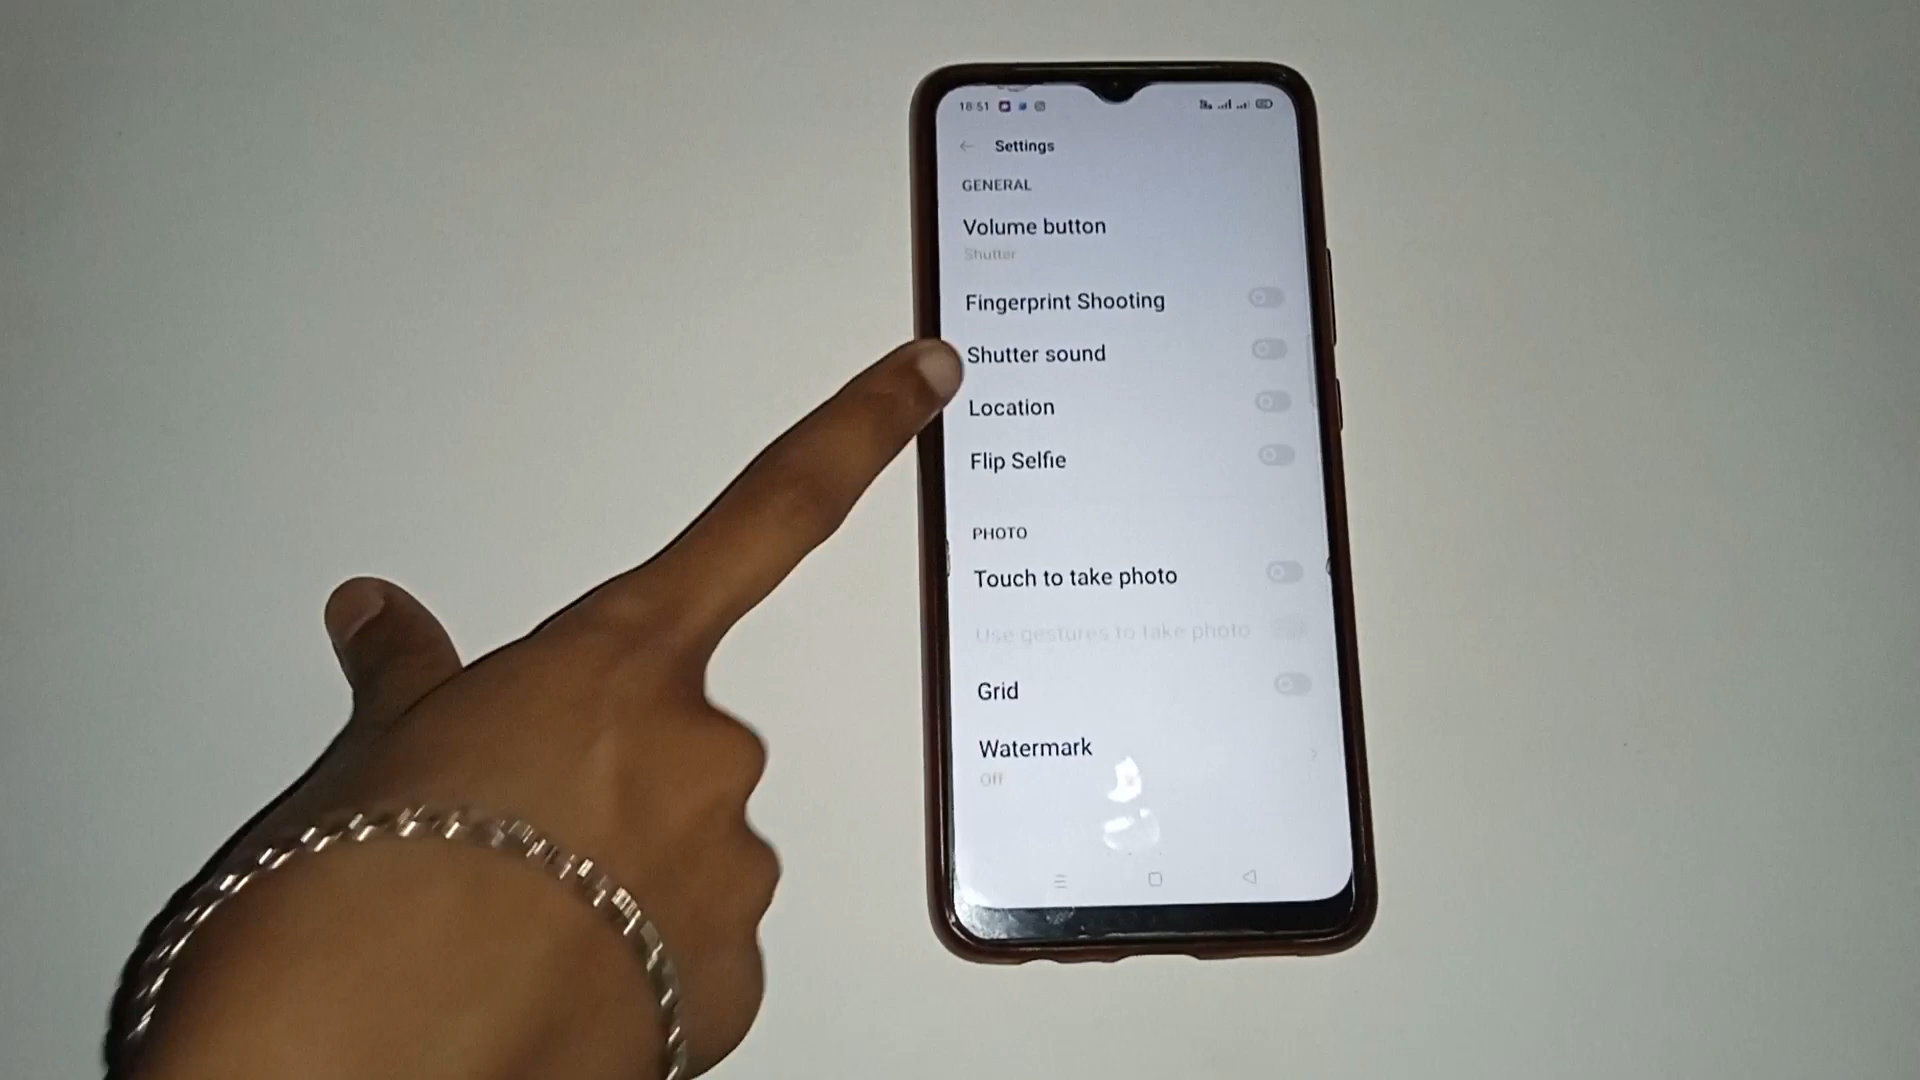 18:51
Settings
GENERAL
Volume button
Shutter
Fingerprint Shooting
Shutter sound
Location
Flip Selfie
PHOTO
Touch to take photo
Use gestures to take photo
Grid
Watermark
Off